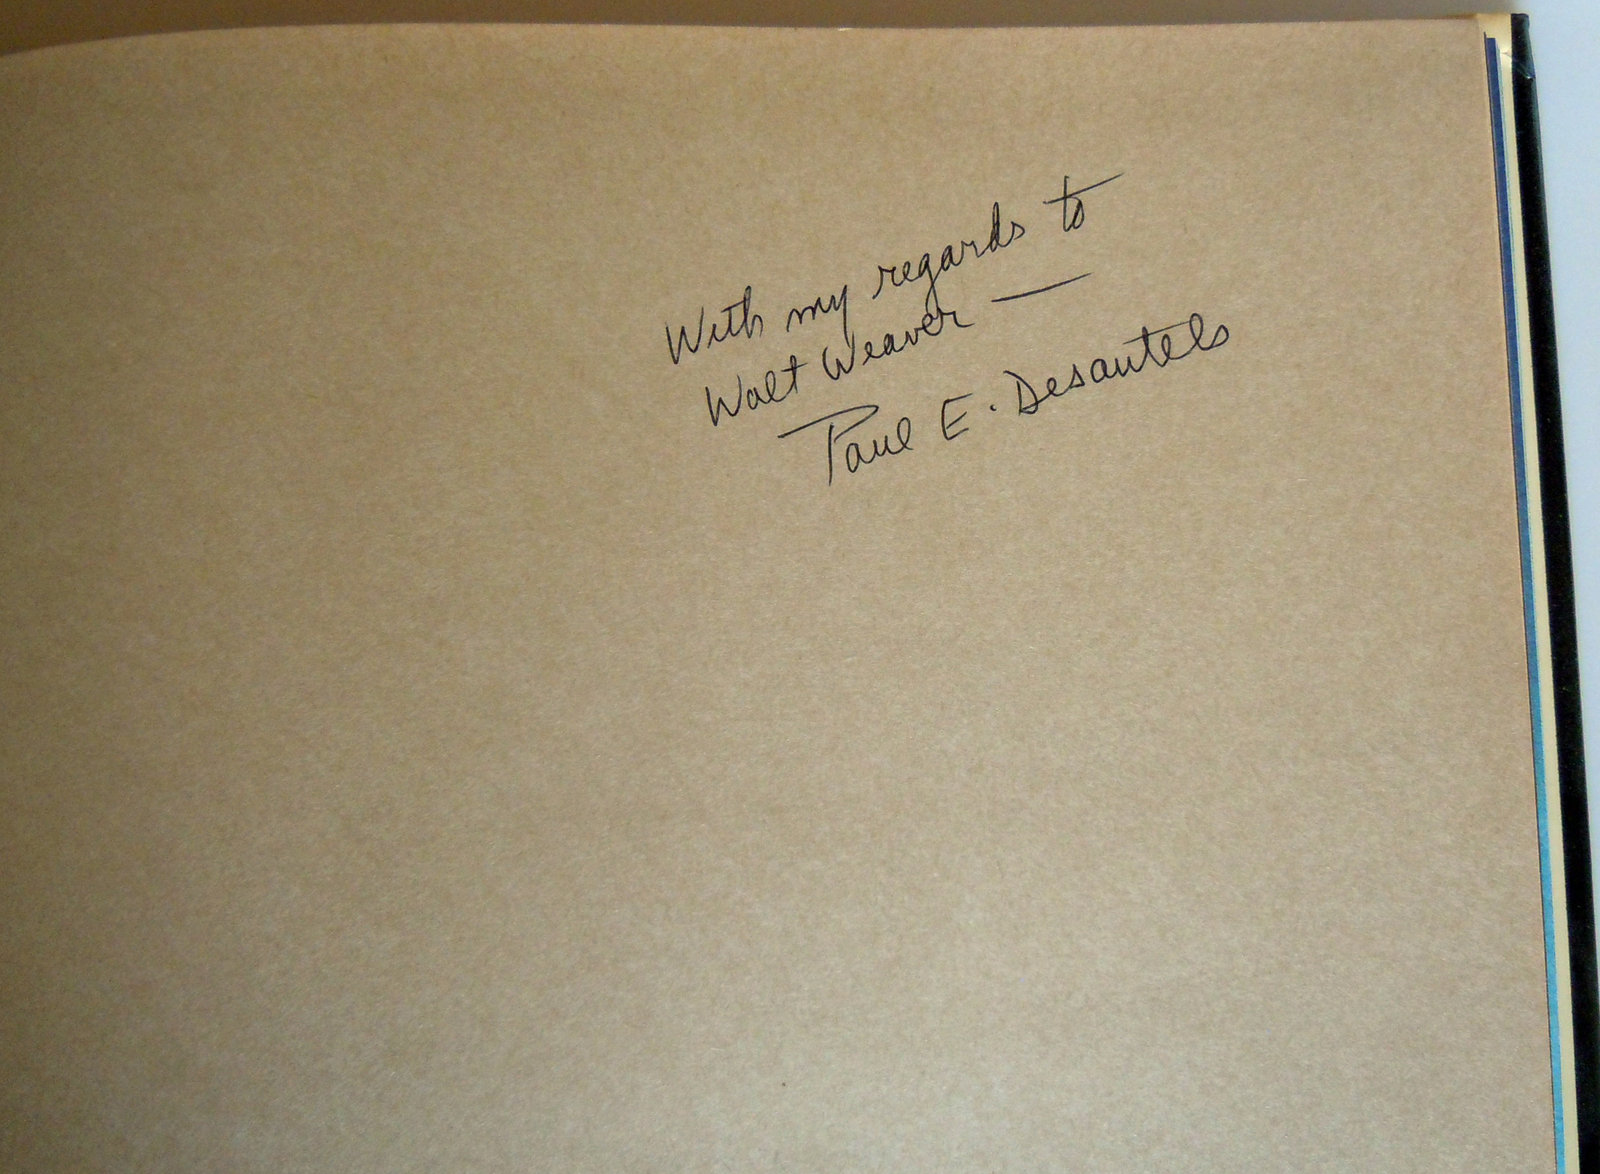 With my regards to
Walt Weaver —
Paul E. Desautels